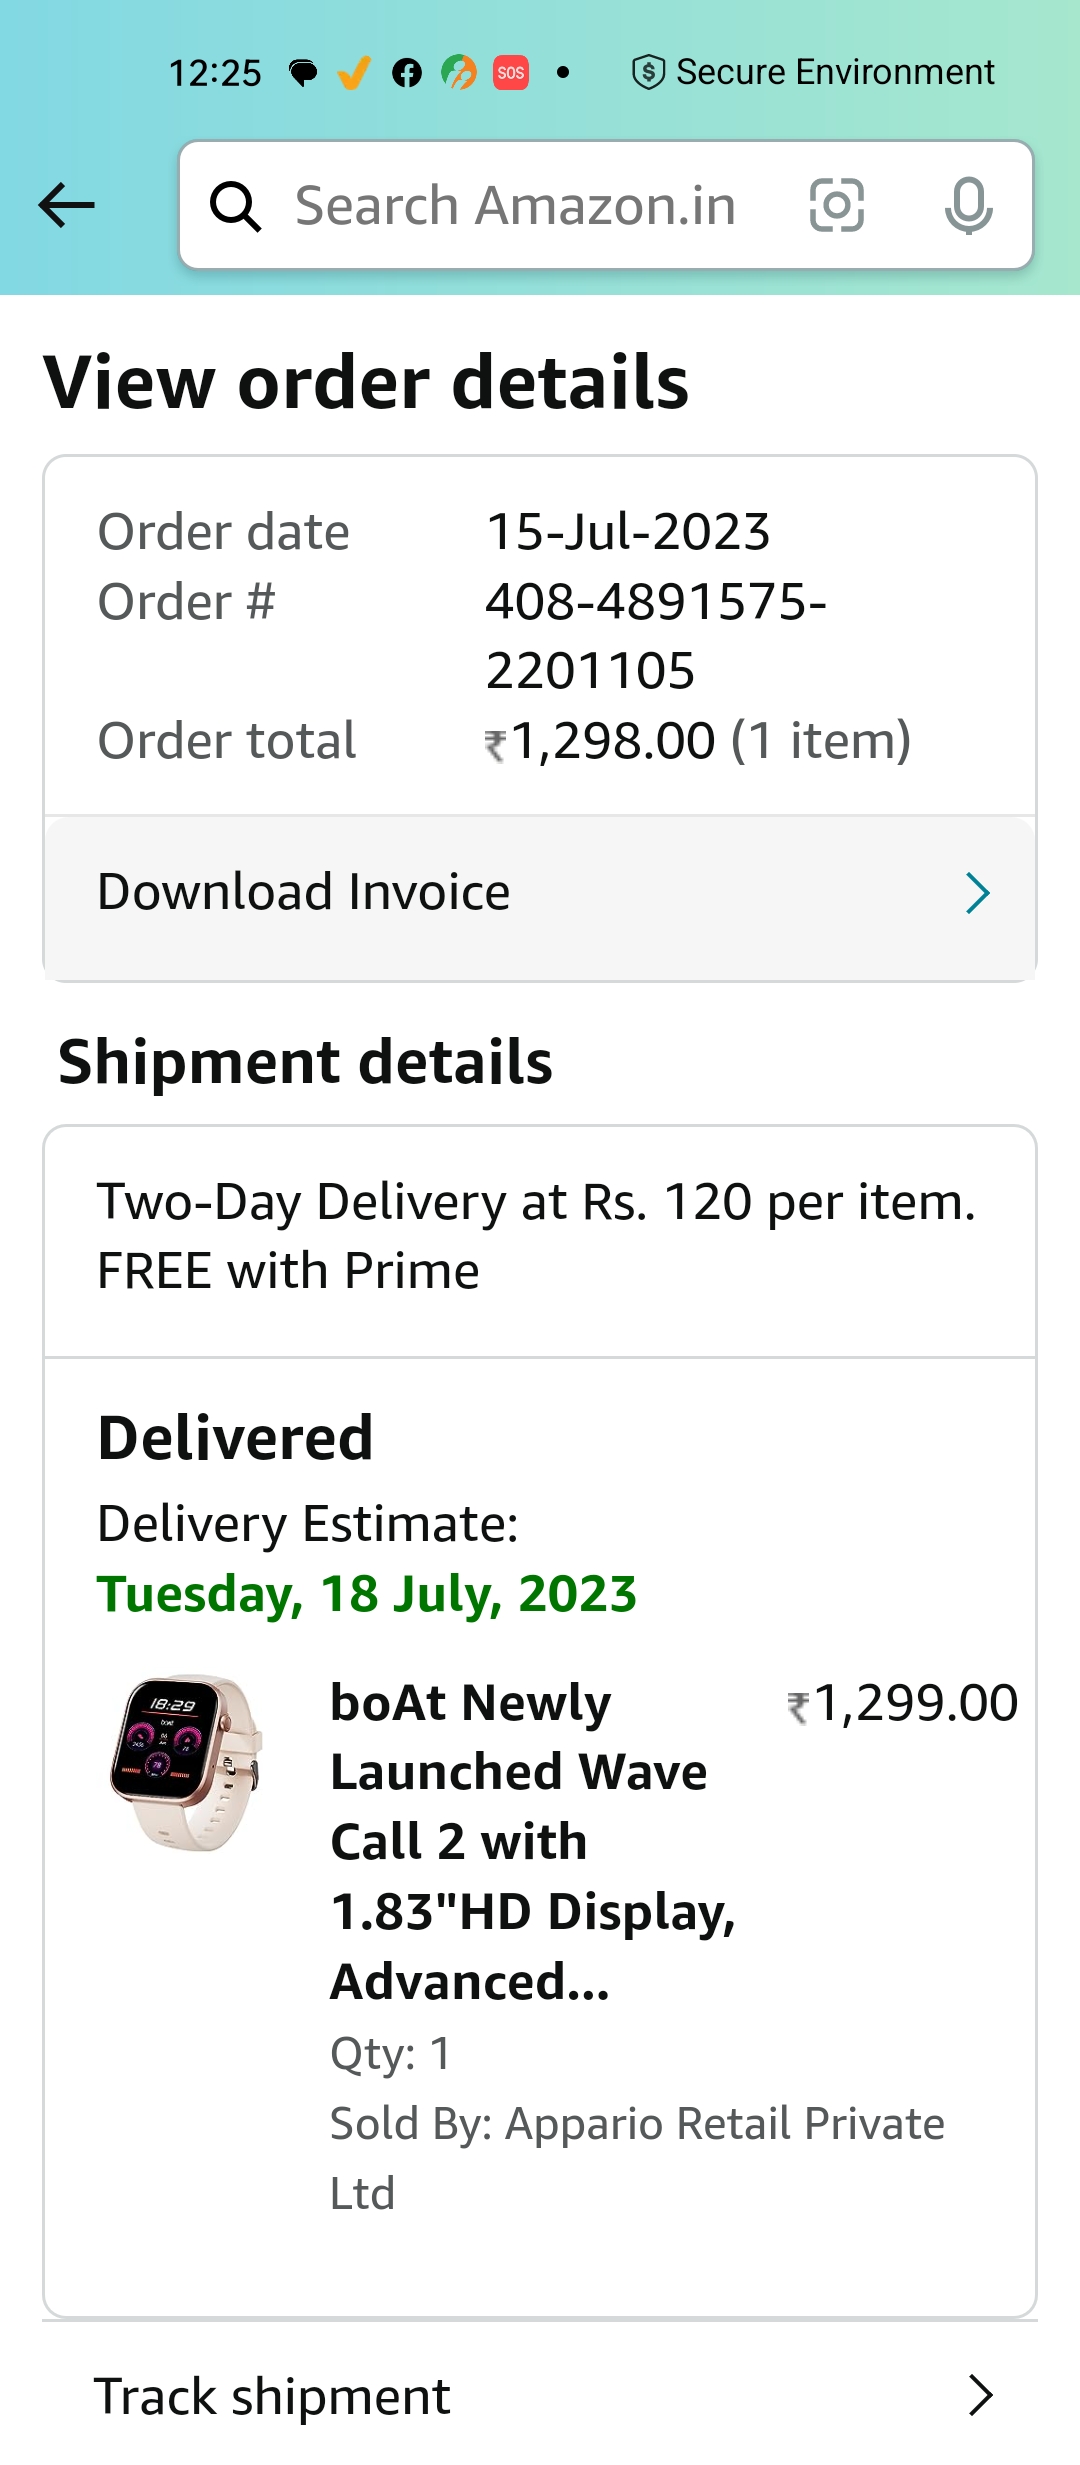 12:25 SOS Secure Environment
Search Amazon.in
View order details
Order date 15-Jul-2023
Order # 408-4891575-
2201105
Order total ₹1,298.00 (1 item)
Download Invoice
Shipment details
Two-Day Delivery at Rs. 120 per item.
FREE with Prime
Delivered
Delivery Estimate:
Tuesday, 18 July, 2023
18:29
boAt Newly ₹1,299.00
Launched Wave
Call 2 with
1.83"HD Display,
Advanced...
Qty: 1
Sold By: Appario Retail Private
Ltd
Track shipment